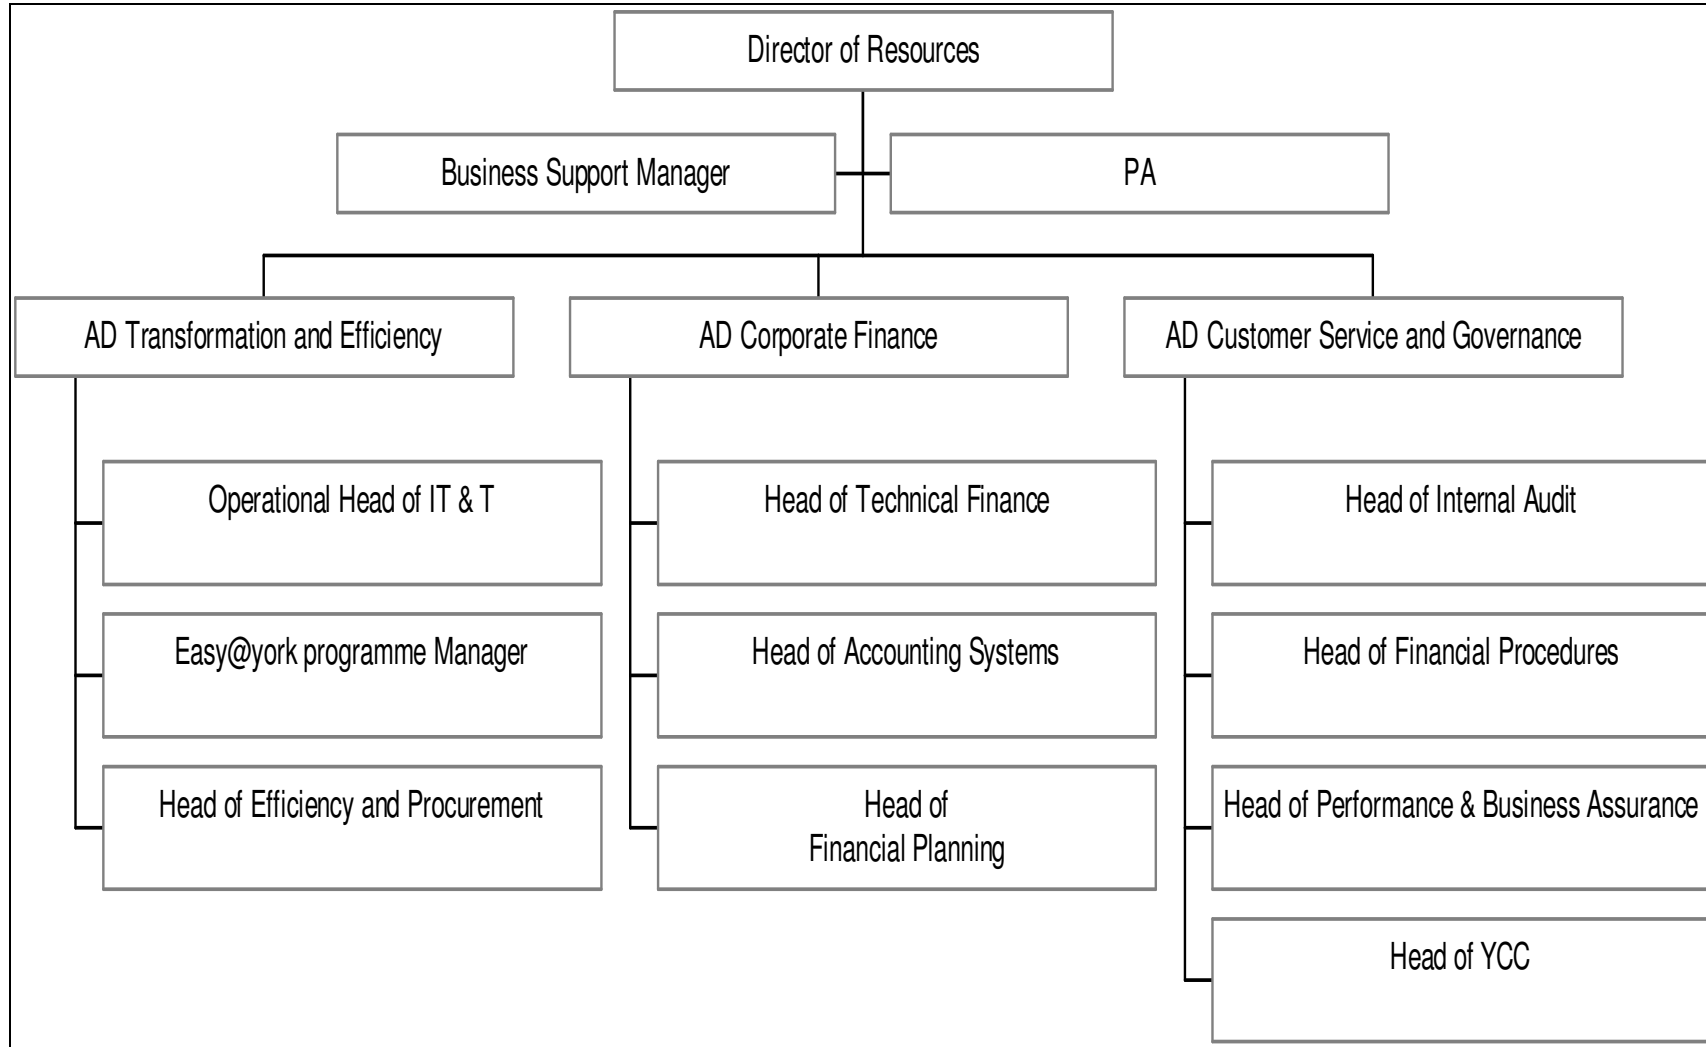 Director of Resources
Business Support Manager
PA
AD Transformation and Efficiency
AD Corporate Finance
AD Customer Service and Governance
Operational Head of IT & T
Head of Technical Finance
Head of Internal Audit
Easy@york programme Manager
Head of Accounting Systems
Head of Financial Procedures
Head of Efficiency and Procurement
Head of
Financial Planning
Head of Performance & Business Assurance
Head of YCC